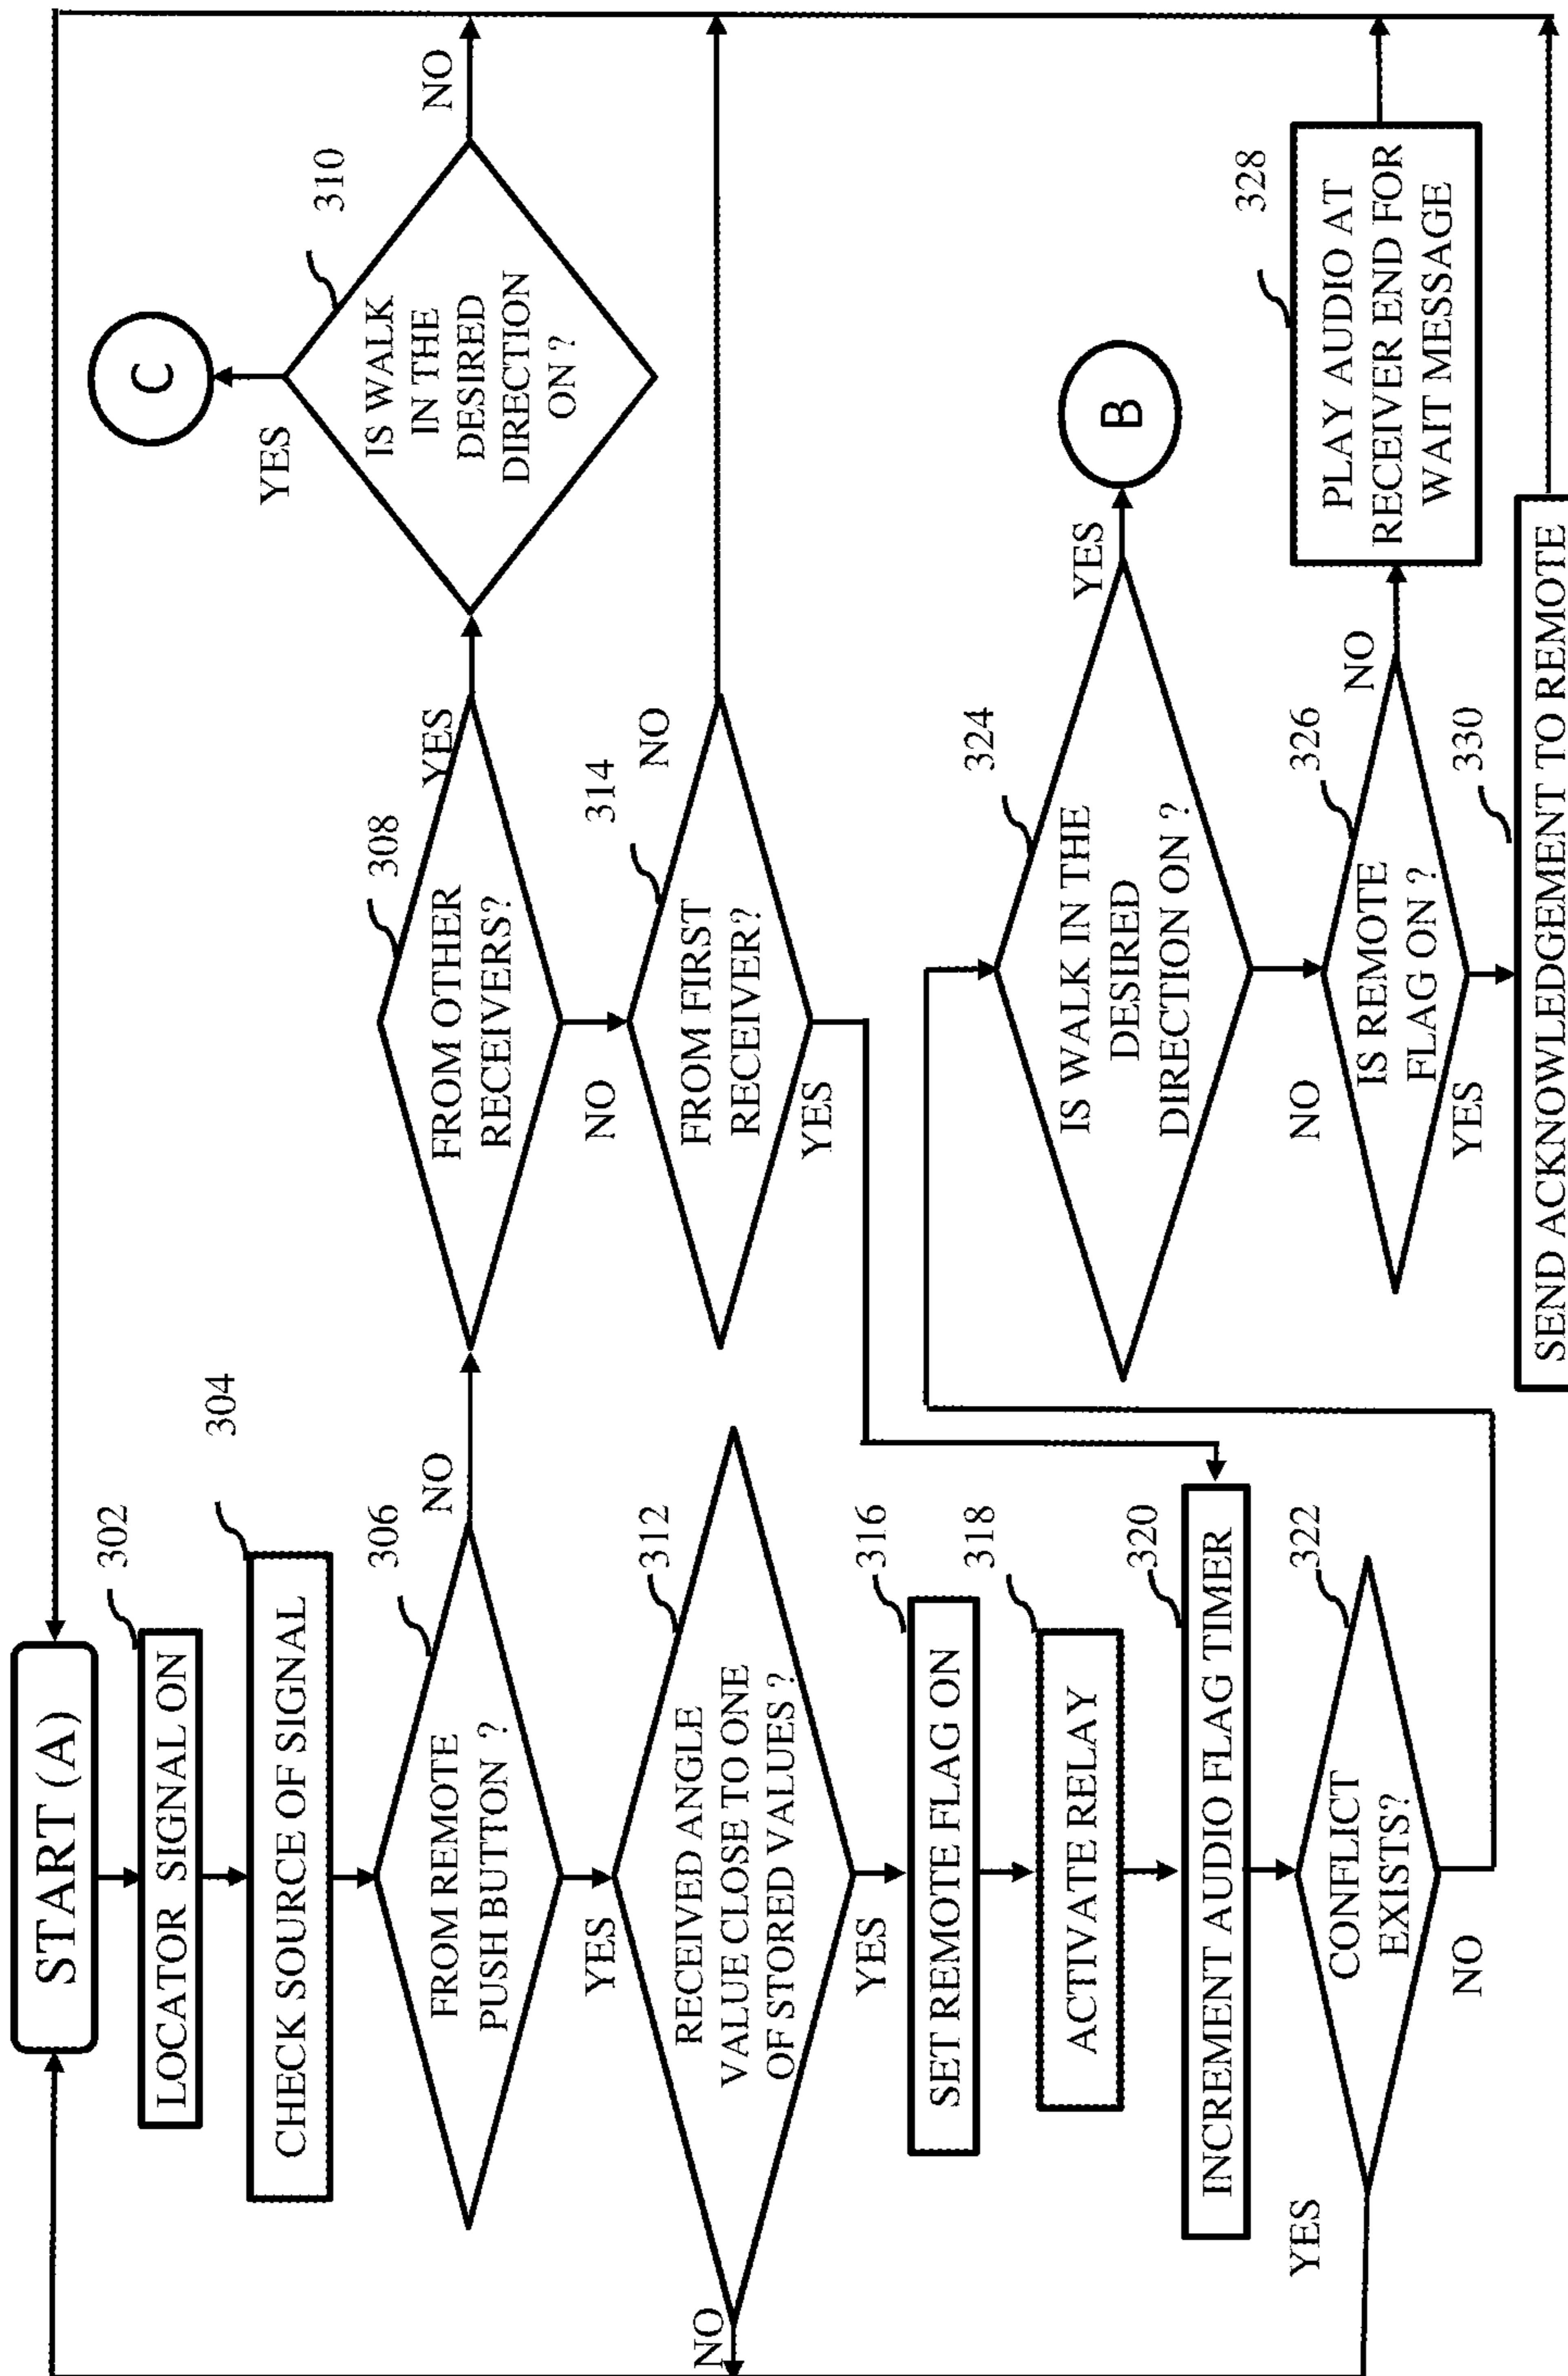 START (A)
302
LOCATOR SIGNAL ON
304
CHECK SOURCE OF SIGNAL
306
FROM REMOTE
PUSH BUTTON ?
NO
YES
308
FROM OTHER
RECEIVERS?
YES
NO
310
IS WALK
IN THE
DESIRED
DIRECTION
ON ?
YES
NO
C
312
RECEIVED ANGLE
VALUE CLOSE TO ONE
OF STORED VALUES ?
NO
YES
314
FROM FIRST
RECEIVER?
NO
YES
316
SET REMOTE FLAG ON
318
ACTIVATE RELAY
320
INCREMENT AUDIO FLAG TIMER
322
CONFLICT
EXISTS?
YES
NO
324
IS WALK IN THE
DESIRED
DIRECTION ON ?
YES
B
NO
326
IS REMOTE
FLAG ON ?
NO
YES
328
PLAY AUDIO AT
RECEIVER END FOR
WAIT MESSAGE
330
SEND ACKNOWLEDGEMENT TO REMOTE